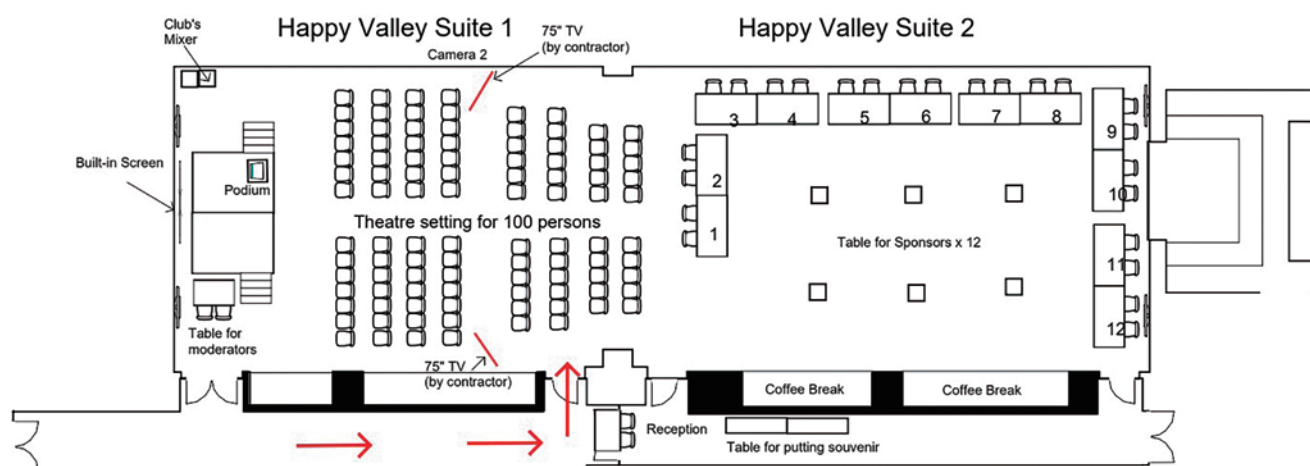 Happy Valley Suite 1
Happy Valley Suite 2
Club's
Mixer
Camera 2
75" TV
(by contractor)
Built-in Screen
Podium
Theatre setting for 100 persons
Table for
moderators
75" TV
(by contractor)
3
4
5
6
7
8
9
10
11
12
2
1
Table for Sponsors x 12
Coffee Break
Coffee Break
Reception
Table for putting souvenir